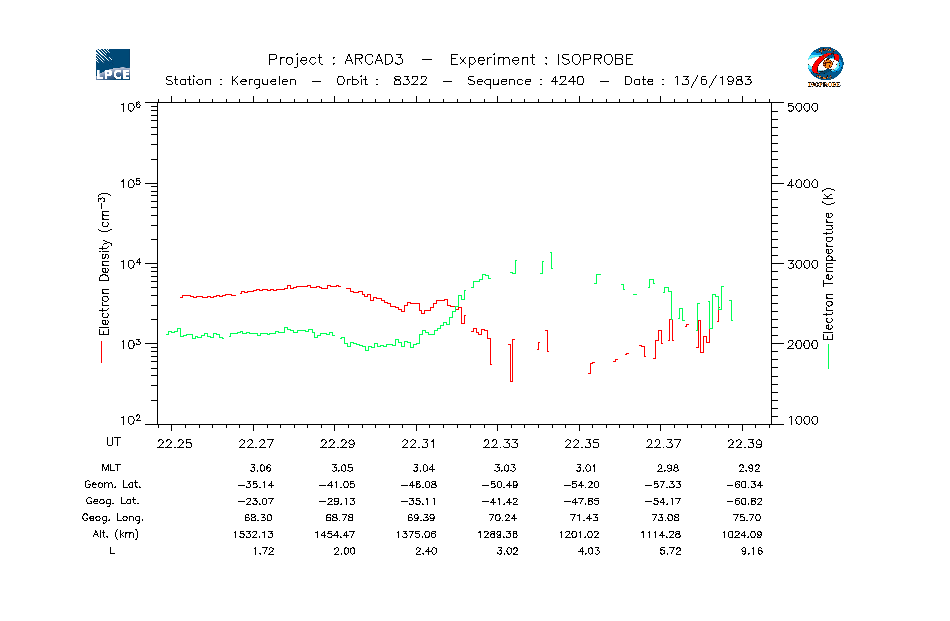 LPCE
Project : ARCAD3 – Experiment : ISOPROBE
Station : Kerguelen – Orbit : 8322 – Sequence : 4240 – Date : 13/6/1983
ISOPROBE
10^6 5000
10^5 4000
10^4 3000
10^3 2000
10^2 1000
Electron Density (cm^-3)
Electron Temperature (K)
UT 22.25 22.27 22.29 22.31 22.33 22.35 22.37 22.39
MLT 3.06 3.05 3.04 3.03 3.01 2.98 2.92
Geom. Lat. -35.14 -41.05 -46.08 -50.49 -54.20 -57.33 -60.34
Geog. Lat. -23.07 -29.13 -35.11 -41.42 -47.85 -54.17 -60.82
Geog. Long. 68.30 68.78 69.39 70.24 71.43 73.08 75.70
Alt. (km) 1532.13 1454.47 1375.06 1289.38 1201.02 1114.28 1024.09
L 1.72 2.00 2.40 3.02 4.03 5.72 9.16